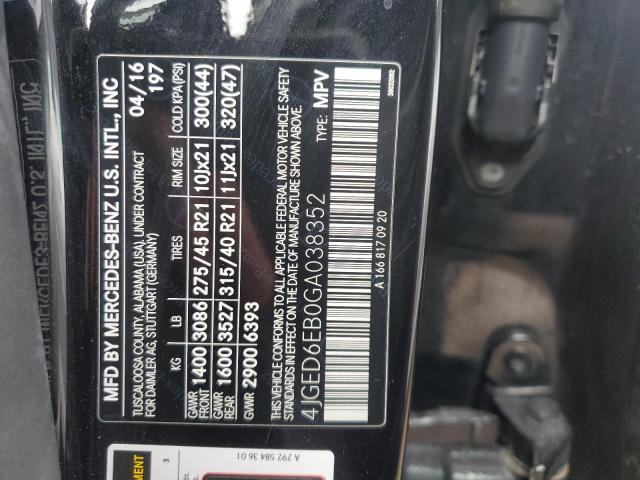 MFD BY MERCEDES-BENZ U.S. INTL., INC
TUSCALOOSA COUNTY, ALABAMA (USA), UNDER CONTRACT 04/16
FOR DAIMLER AG, STUTTGART (GERMANY) 197
KG LB TIRES RIM SIZE COLD KPA (PSI)
GAWR FRONT 1400 3086 275/45 R21 10Jx21 300(44)
GAWR REAR 1600 3527 315/40 R21 11Jx21 320(47)
GVWR 2900 6393
THIS VEHICLE CONFORMS TO ALL APPLICABLE FEDERAL MOTOR VEHICLE SAFETY
STANDARDS IN EFFECT ON THE DATE OF MANUFACTURE SHOWN ABOVE.
4JGED6EB0GA038352 TYPE: MPV
A 166 817 09 20
A 292 584 36 01
3